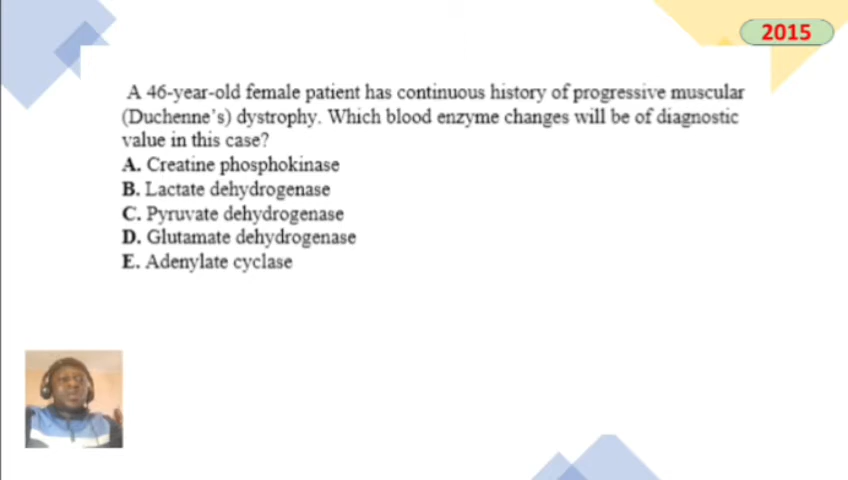 2015
A 46-year-old female patient has continuous history of progressive muscular
(Duchenne's) dystrophy. Which blood enzyme changes will be of diagnostic
value in this case?
A. Creatine phosphokinase
B. Lactate dehydrogenase
C. Pyruvate dehydrogenase
D. Glutamate dehydrogenase
E. Adenylate cyclase